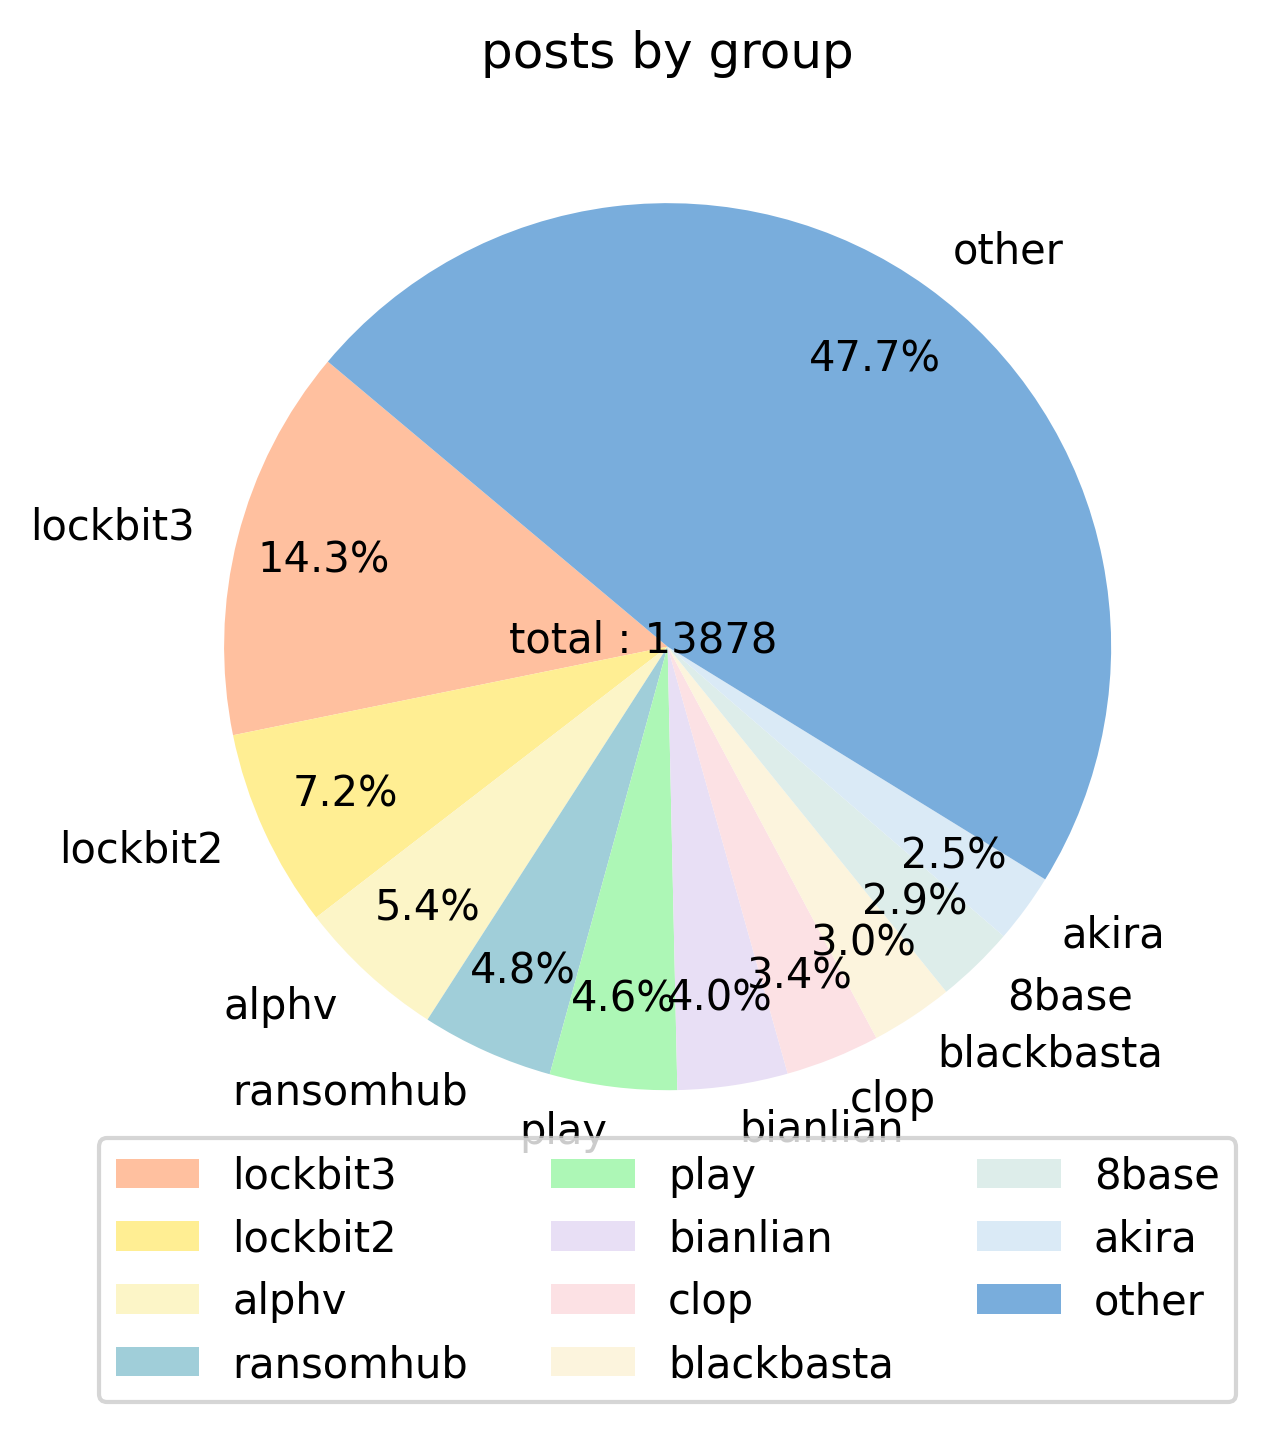 posts by group
other
47.7%
lockbit3
14.3%
total : 13878
7.2%
lockbit2
2.5%
2.9%
5.4%
akira
3.0%
4.8%
3.4%
4.6%
4.0%
8base
alphv
blackbasta
ransomhub
clop
play
bianlian
lockbit3
lockbit2
alphv
ransomhub
play
bianlian
clop
blackbasta
8base
akira
other